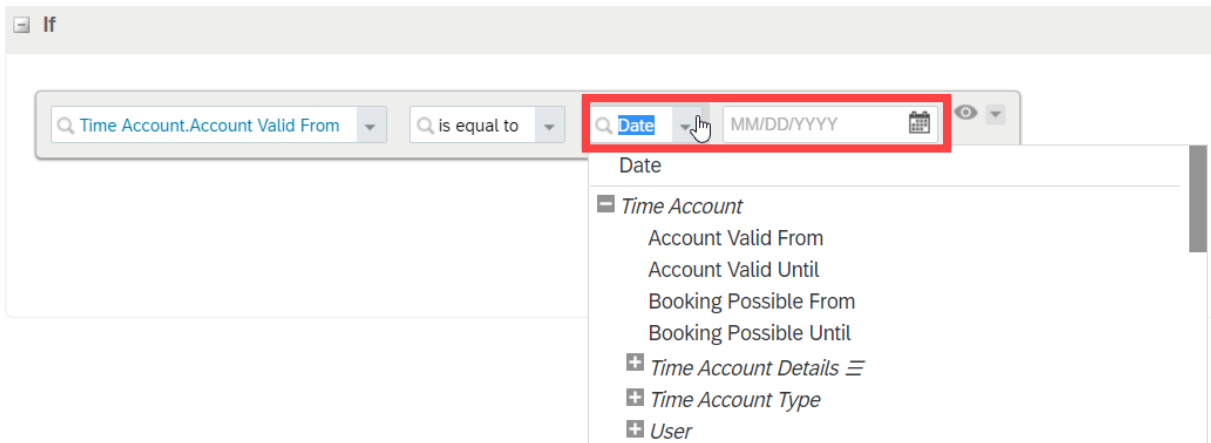 If
Time Account.Account Valid From is equal to Date MM/DD/YYYY
Date
Time Account
Account Valid From
Account Valid Until
Booking Possible From
Booking Possible Until
Time Account Details
Time Account Type
User